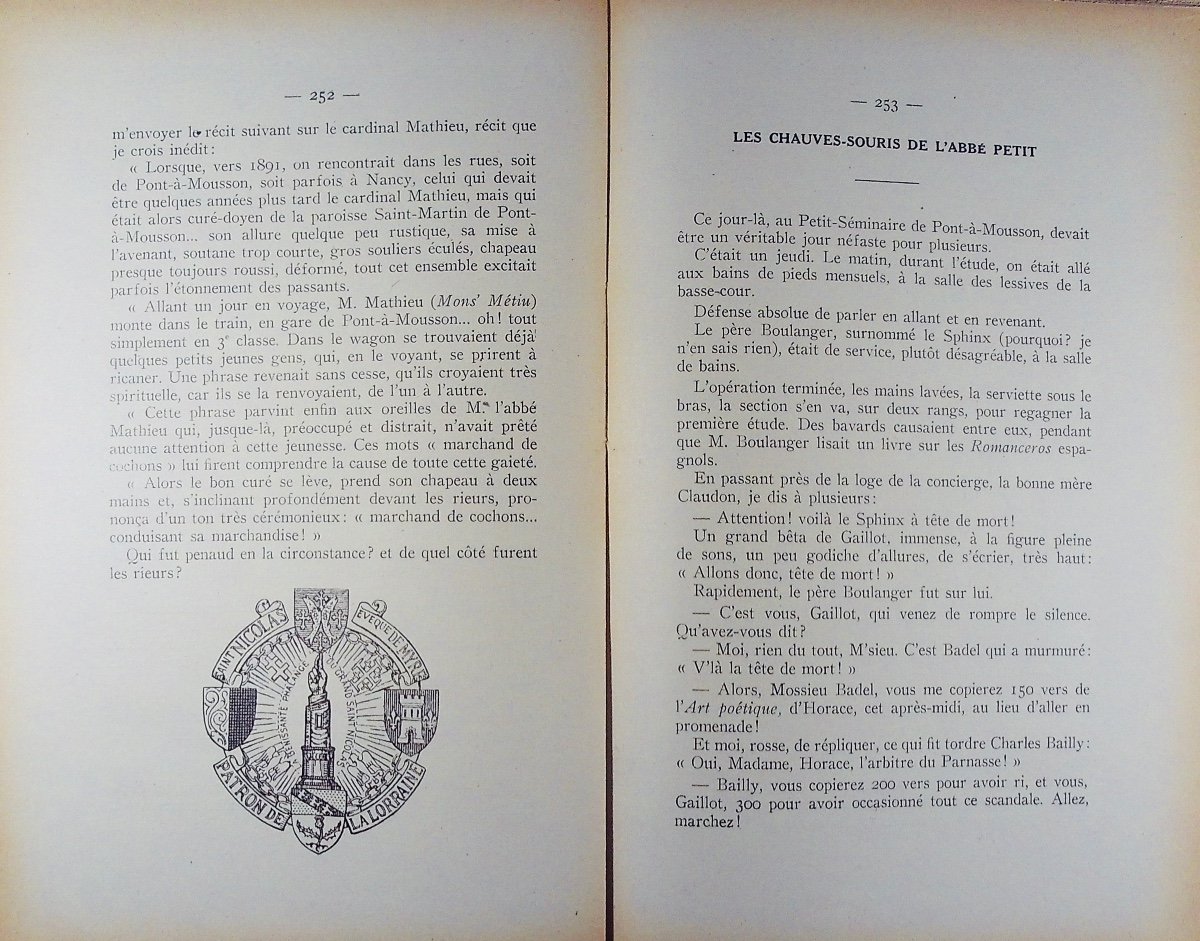 — 252 —
m'envoyer le récit suivant sur le cardinal Mathieu, récit que
je crois inédit :
« Lorsque, vers 1891, on rencontrait dans les rues, soit
de Pont-à-Mousson, soit parfois à Nancy, celui qui devait
être quelques années plus tard le cardinal Mathieu, mais qui
était alors curé-doyen de la paroisse Saint-Martin de Pont-
à-Mousson... son allure quelque peu rustique, sa mise à
l'avenant, soutane trop courte, gros souliers éculés, chapeau
presque toujours roussi, déformé, tout cet ensemble excitait
parfois l'étonnement des passants.
« Allant un jour en voyage, M. Mathieu (Mons' Métiu)
monte dans le train, en gare de Pont-à-Mousson... oh! tout
simplement en 3e classe. Dans le wagon se trouvaient déjà
quelques petits jeunes gens, qui, en le voyant, se prirent à
ricaner. Une phrase revenait sans cesse, qu'ils croyaient très
spirituelle, car ils se la renvoyaient, de l'un à l'autre.
« Cette phrase parvint enfin aux oreilles de M. l'abbé
Mathieu qui, jusque-là, préoccupé et distrait, n'avait prêté
aucune attention à cette jeunesse. Ces mots « marchand de
cochons » lui firent comprendre la cause de toute cette gaieté.
« Alors le bon curé se lève, prend son chapeau à deux
mains et, s'inclinant profondément devant les rieurs, pro-
nonça d'un ton très cérémonieux : « marchand de cochons...
conduisant sa marchandise! »
Qui fut penaud en la circonstance? et de quel côté furent
les rieurs?
SAINT NICOLAS
EVEQUE DE MYRE
PUISSANTE PHALANGE
DU GRAND SAINT NICOLAS
PATRON DE
LA LORRAINE
— 253 —
LES CHAUVES-SOURIS DE L'ABBÉ PETIT
Ce jour-là, au Petit-Séminaire de Pont-à-Mousson, devait
être un véritable jour néfaste pour plusieurs.
C'était un jeudi. Le matin, durant l'étude, on était allé
aux bains de pieds mensuels, à la salle des lessives de la
basse-cour.
Défense absolue de parler en allant et en revenant.
Le père Boulanger, surnommé le Sphinx (pourquoi? je
n'en sais rien), était de service, plutôt désagréable, à la salle
de bains.
L'opération terminée, les mains lavées, la serviette sous le
bras, la section s'en va, sur deux rangs, pour regagner la
première étude. Des bavards causaient entre eux, pendant
que M. Boulanger lisait un livre sur les Romanceros espa-
gnols.
En passant près de la loge de la concierge, la bonne mère
Claudon, je dis à plusieurs :
— Attention! voilà le Sphinx à tête de mort!
Un grand bêta de Gaillot, immense, à la figure pleine
de sons, un peu godiche d'allures, de s'écrier, très haut :
« Allons donc, tête de mort! »
Rapidement, le père Boulanger fut sur lui.
— C'est vous, Gaillot, qui venez de rompre le silence.
Qu'avez-vous dit?
— Moi, rien du tout, M'sieu. C'est Badel qui a murmuré :
« V'là la tête de mort! »
— Alors, Mossieu Badel, vous me copierez 150 vers de
l'Art poétique, d'Horace, cet après-midi, au lieu d'aller en
promenade!
Et moi, rosse, de répliquer, ce qui fit tordre Charles Bailly :
« Oui, Madame, Horace, l'arbitre du Parnasse! »
— Bailly, vous copierez 200 vers pour avoir ri, et vous,
Gaillot, 300 pour avoir occasionné tout ce scandale. Allez,
marchez!